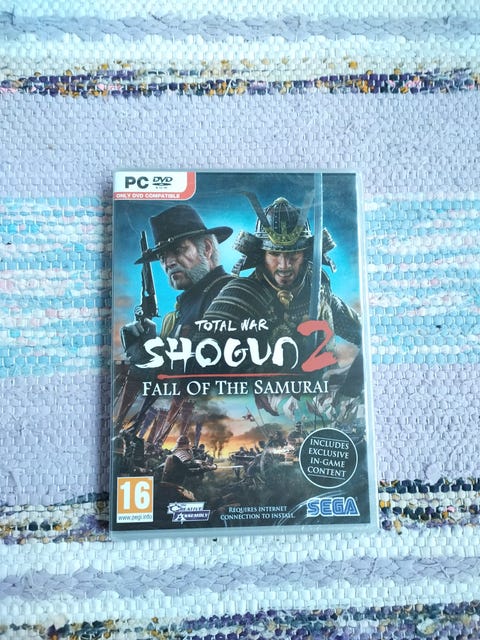 PC DVD
ROM
ONLY DVD COMPATIBLE
TOTAL WAR
SHOGUN 2
FALL OF THE SAMURAI
INCLUDES
EXCLUSIVE
IN-GAME
CONTENT
16
www.pegi.info
CREATIVE
ASSEMBLY
REQUIRES INTERNET
CONNECTION TO INSTALL.
SEGA